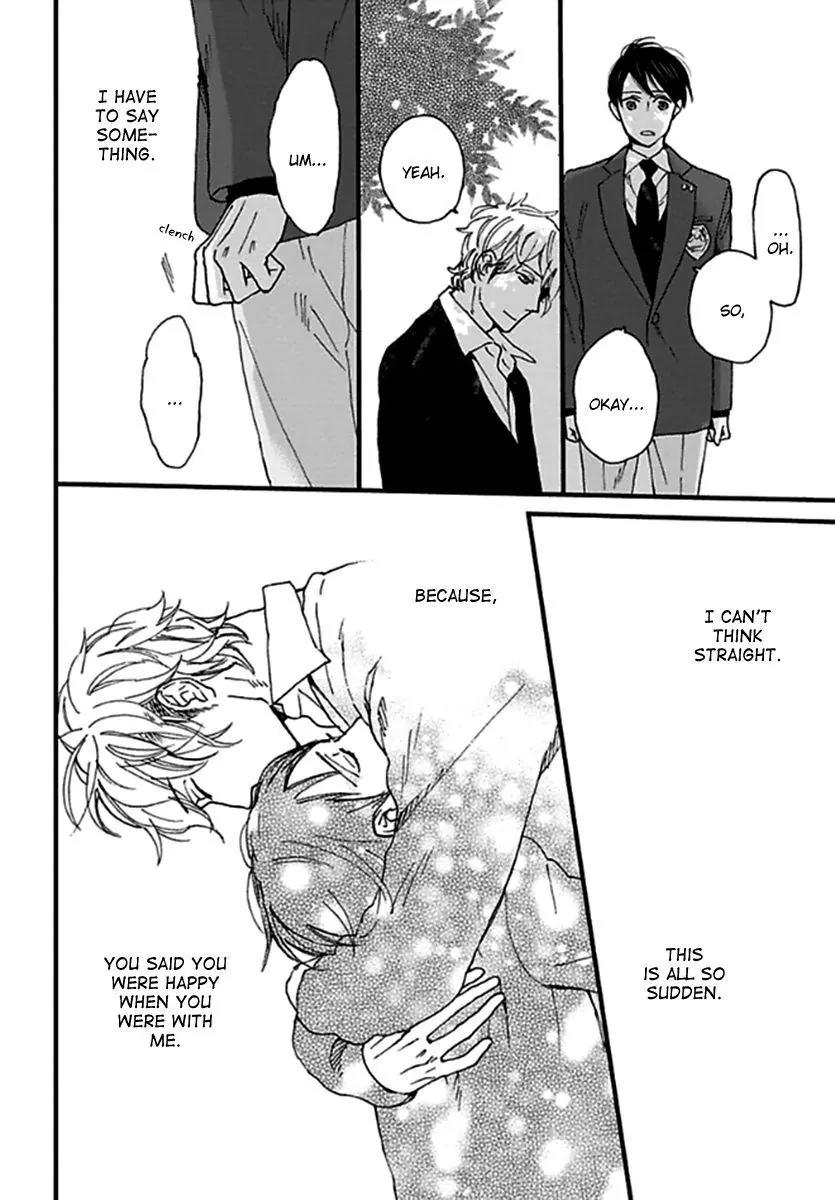 ...
OH.
SO,
OKAY...
YEAH.
UM...
I HAVE
TO SAY
SOME-
THING.
clench
...
I CAN'T
THINK
STRAIGHT.
THIS
IS ALL SO
SUDDEN.
BECAUSE,
YOU SAID YOU
WERE HAPPY
WHEN YOU
WERE WITH
ME.